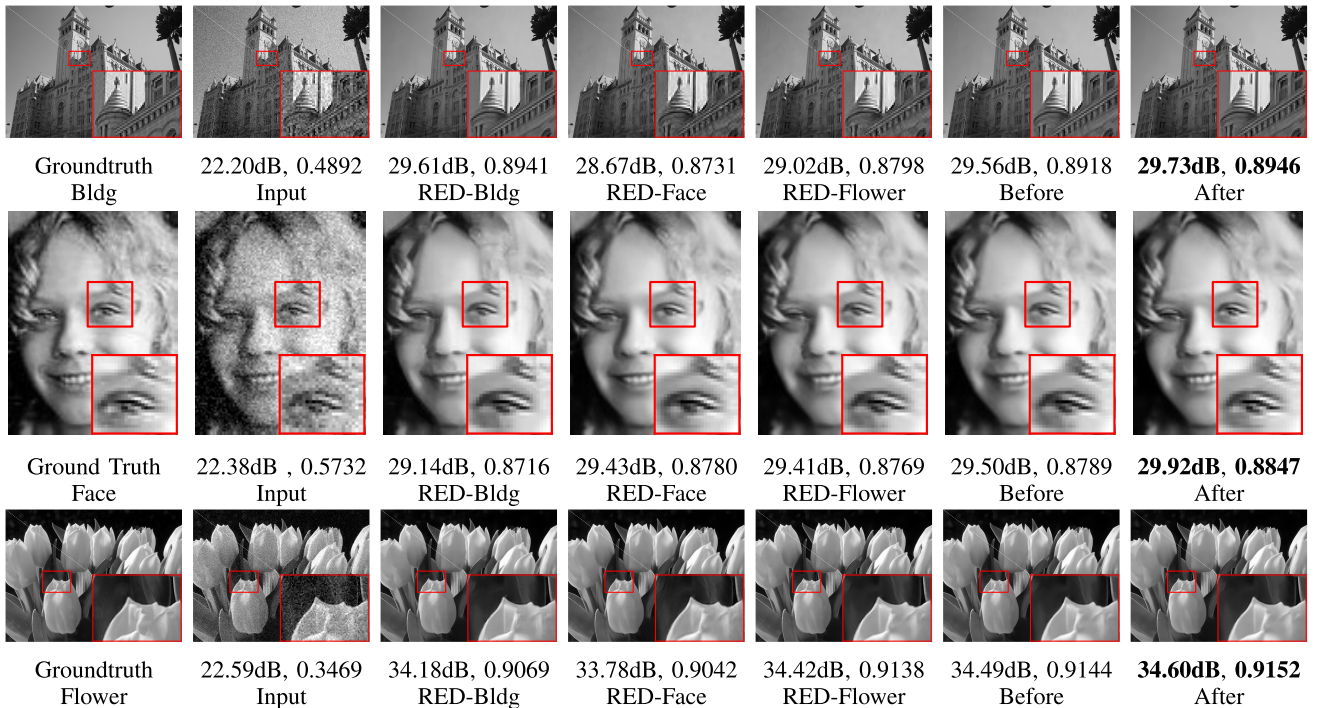 Groundtruth 22.20dB, 0.4892 29.61dB, 0.8941 28.67dB, 0.8731 29.02dB, 0.8798 29.56dB, 0.8918 29.73dB, 0.8946
Bldg Input RED-Bldg RED-Face RED-Flower Before After
Ground Truth 22.38dB , 0.5732 29.14dB, 0.8716 29.43dB, 0.8780 29.41dB, 0.8769 29.50dB, 0.8789 29.92dB, 0.8847
Face Input RED-Bldg RED-Face RED-Flower Before After
Groundtruth 22.59dB, 0.3469 34.18dB, 0.9069 33.78dB, 0.9042 34.42dB, 0.9138 34.49dB, 0.9144 34.60dB, 0.9152
Flower Input RED-Bldg RED-Face RED-Flower Before After